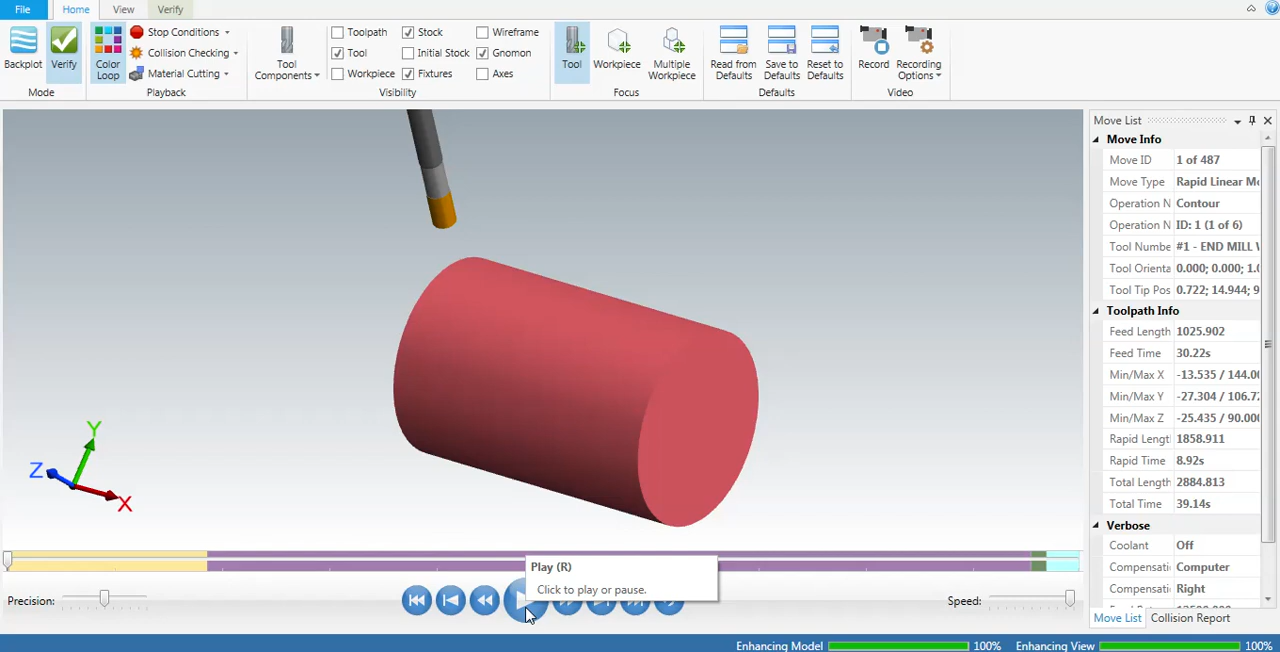 File Home View Verify
Backplot Verify
Mode
Color Loop
Stop Conditions
Collision Checking
Material Cutting
Playback
Tool Components
Toolpath Stock Wireframe
Tool Initial Stock Gnomon
Workpiece Fixtures Axes
Visibility
Tool Workpiece Multiple Workpiece
Focus
Read from Defaults Save to Defaults Reset to Defaults
Defaults
Record Recording Options
Video
Move List
Move Info
Move ID 1 of 487
Move Type Rapid Linear Mo
Operation N Contour
Operation N ID: 1 (1 of 6)
Tool Numbe #1 - END MILL
Tool Orienta 0.000; 0.000; 1.0
Tool Tip Pos 0.722; 14.944; 9
Toolpath Info
Feed Length 1025.902
Feed Time 30.22s
Min/Max X -13.535 / 144.00
Min/Max Y -27.304 / 106.72
Min/Max Z -25.435 / 90.000
Rapid Lengt 1858.911
Rapid Time 8.92s
Total Length 2884.813
Total Time 39.14s
Verbose
Coolant Off
Compensati Computer
Compensati Right
Move List Collision Report
Y
Z
X
Play (R)
Click to play or pause.
Precision:
Speed:
Enhancing Model 100% Enhancing View 100%